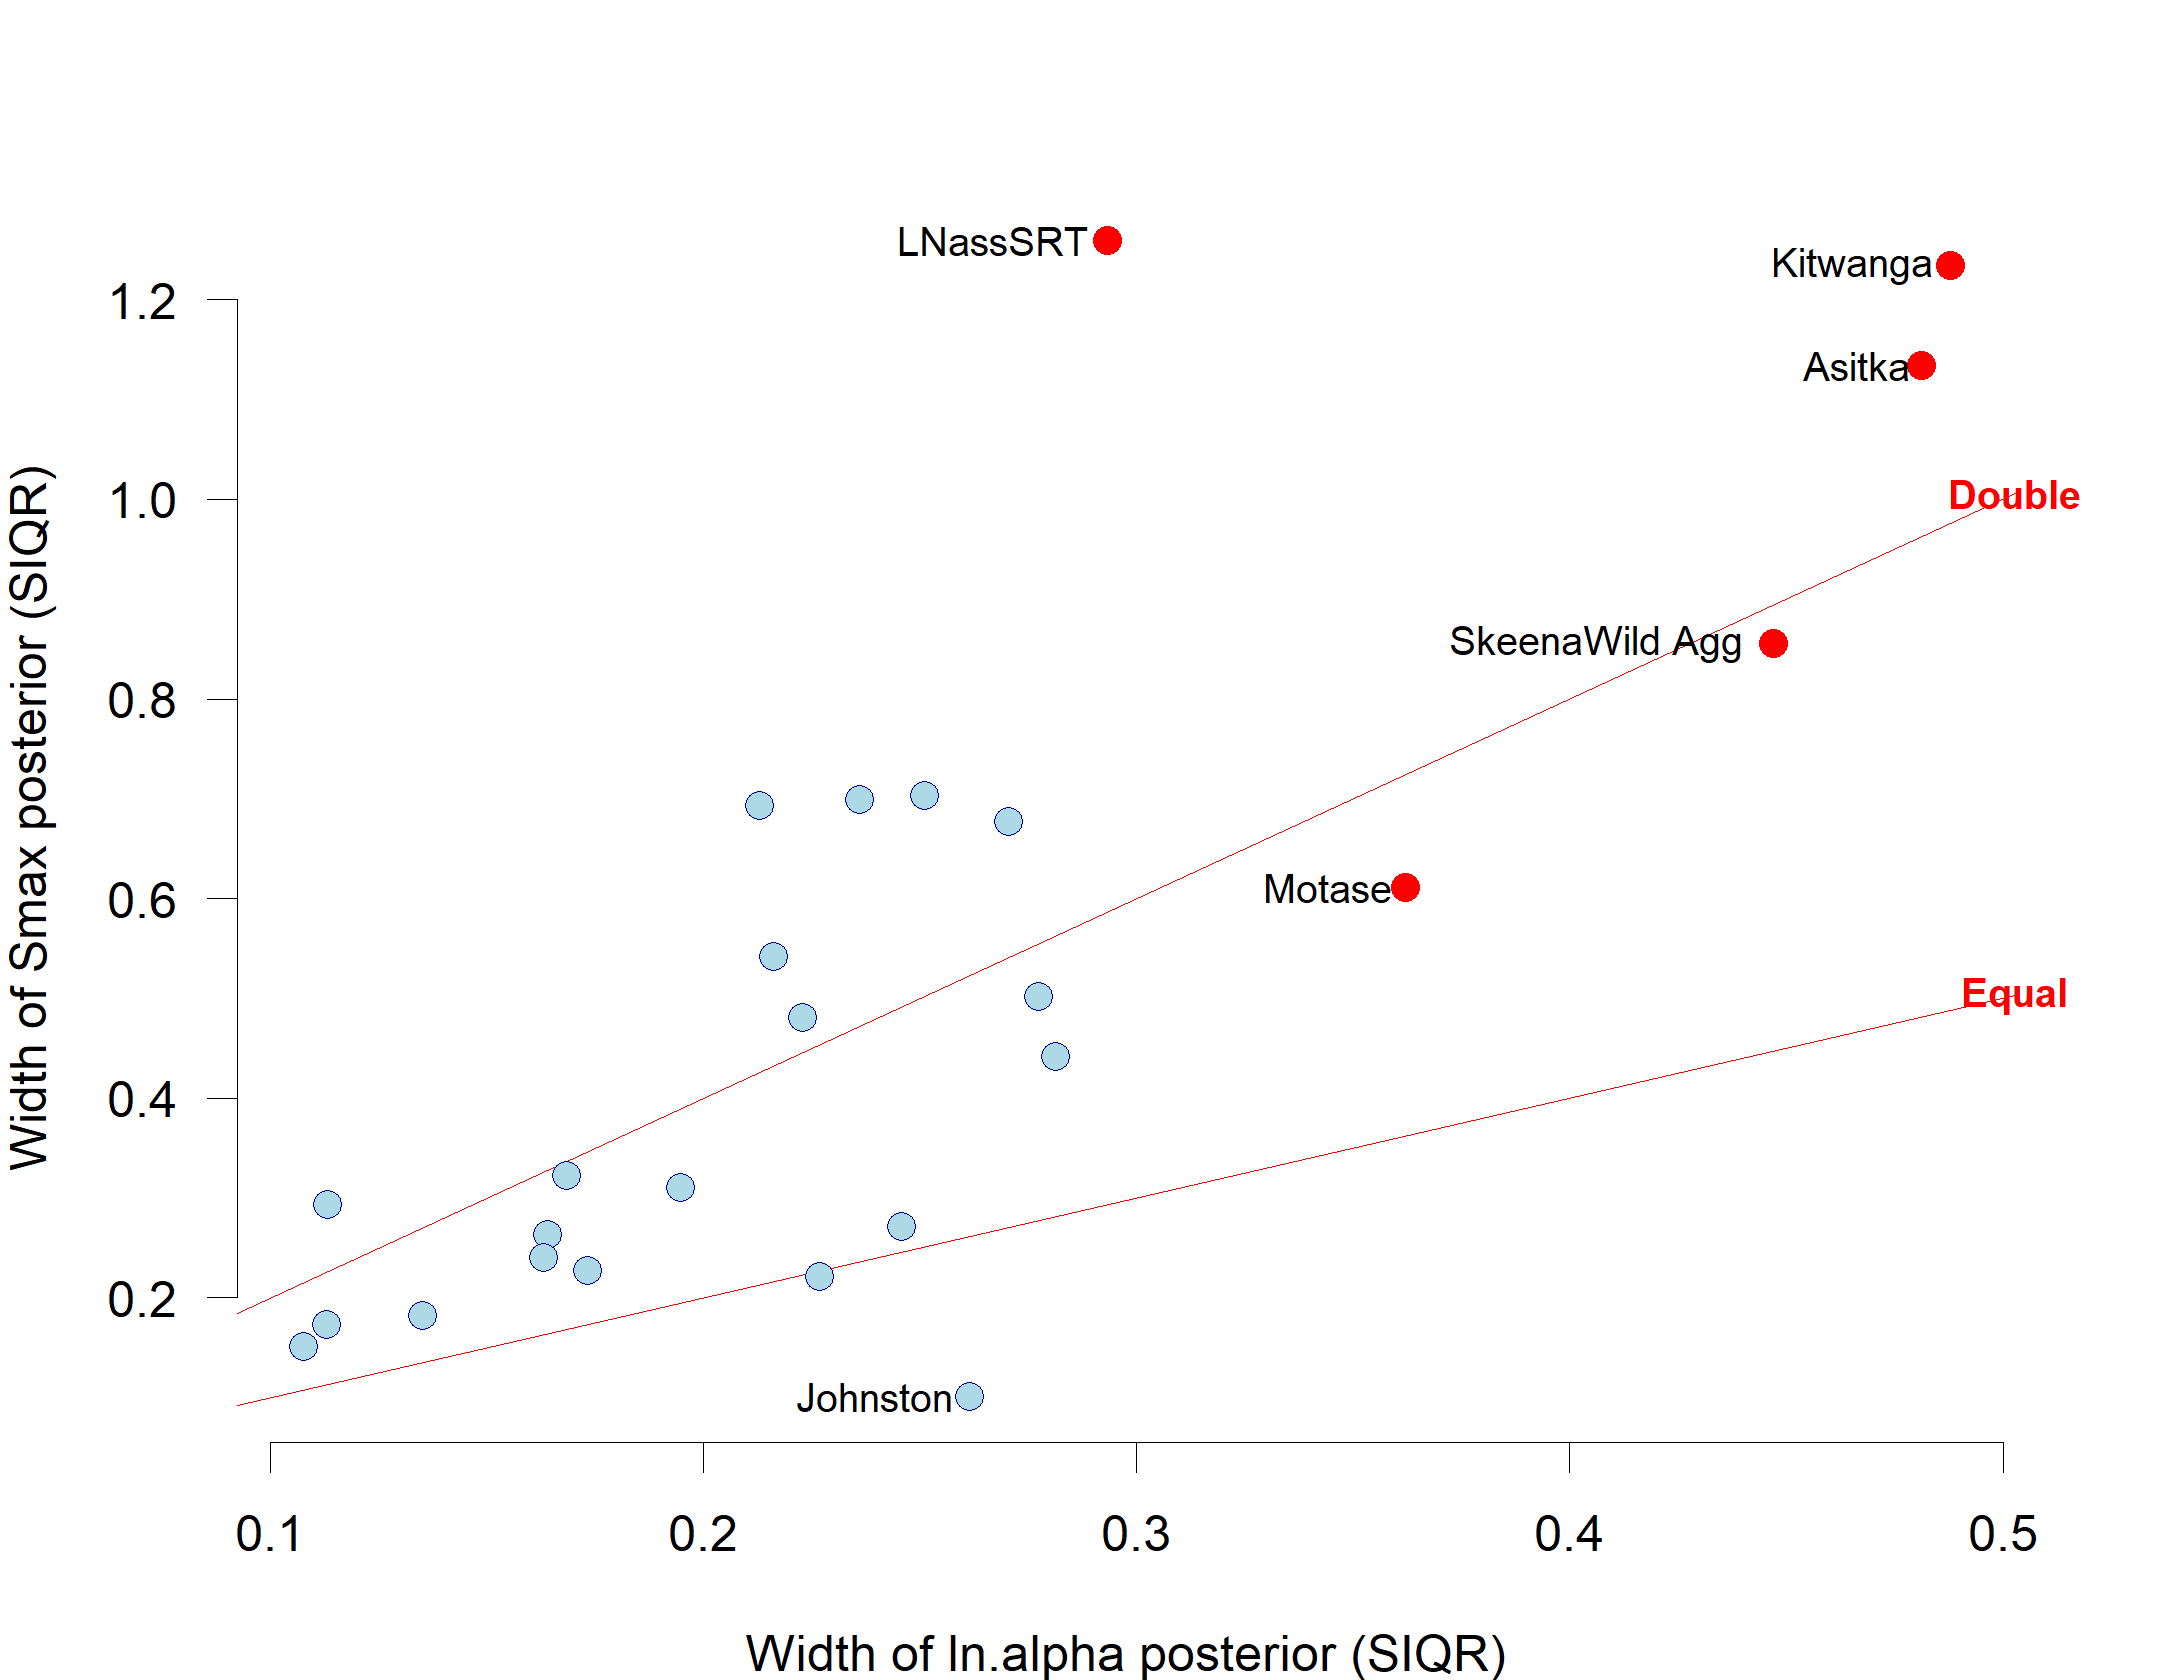 LNassSRT
Kitwanga
Asitka
Double
SkeenaWild Agg
Motase
Equal
Johnston
1.2
1.0
0.8
0.6
0.4
0.2
Width of Smax posterior (SIQR)
0.1 0.2 0.3 0.4 0.5
Width of ln.alpha posterior (SIQR)